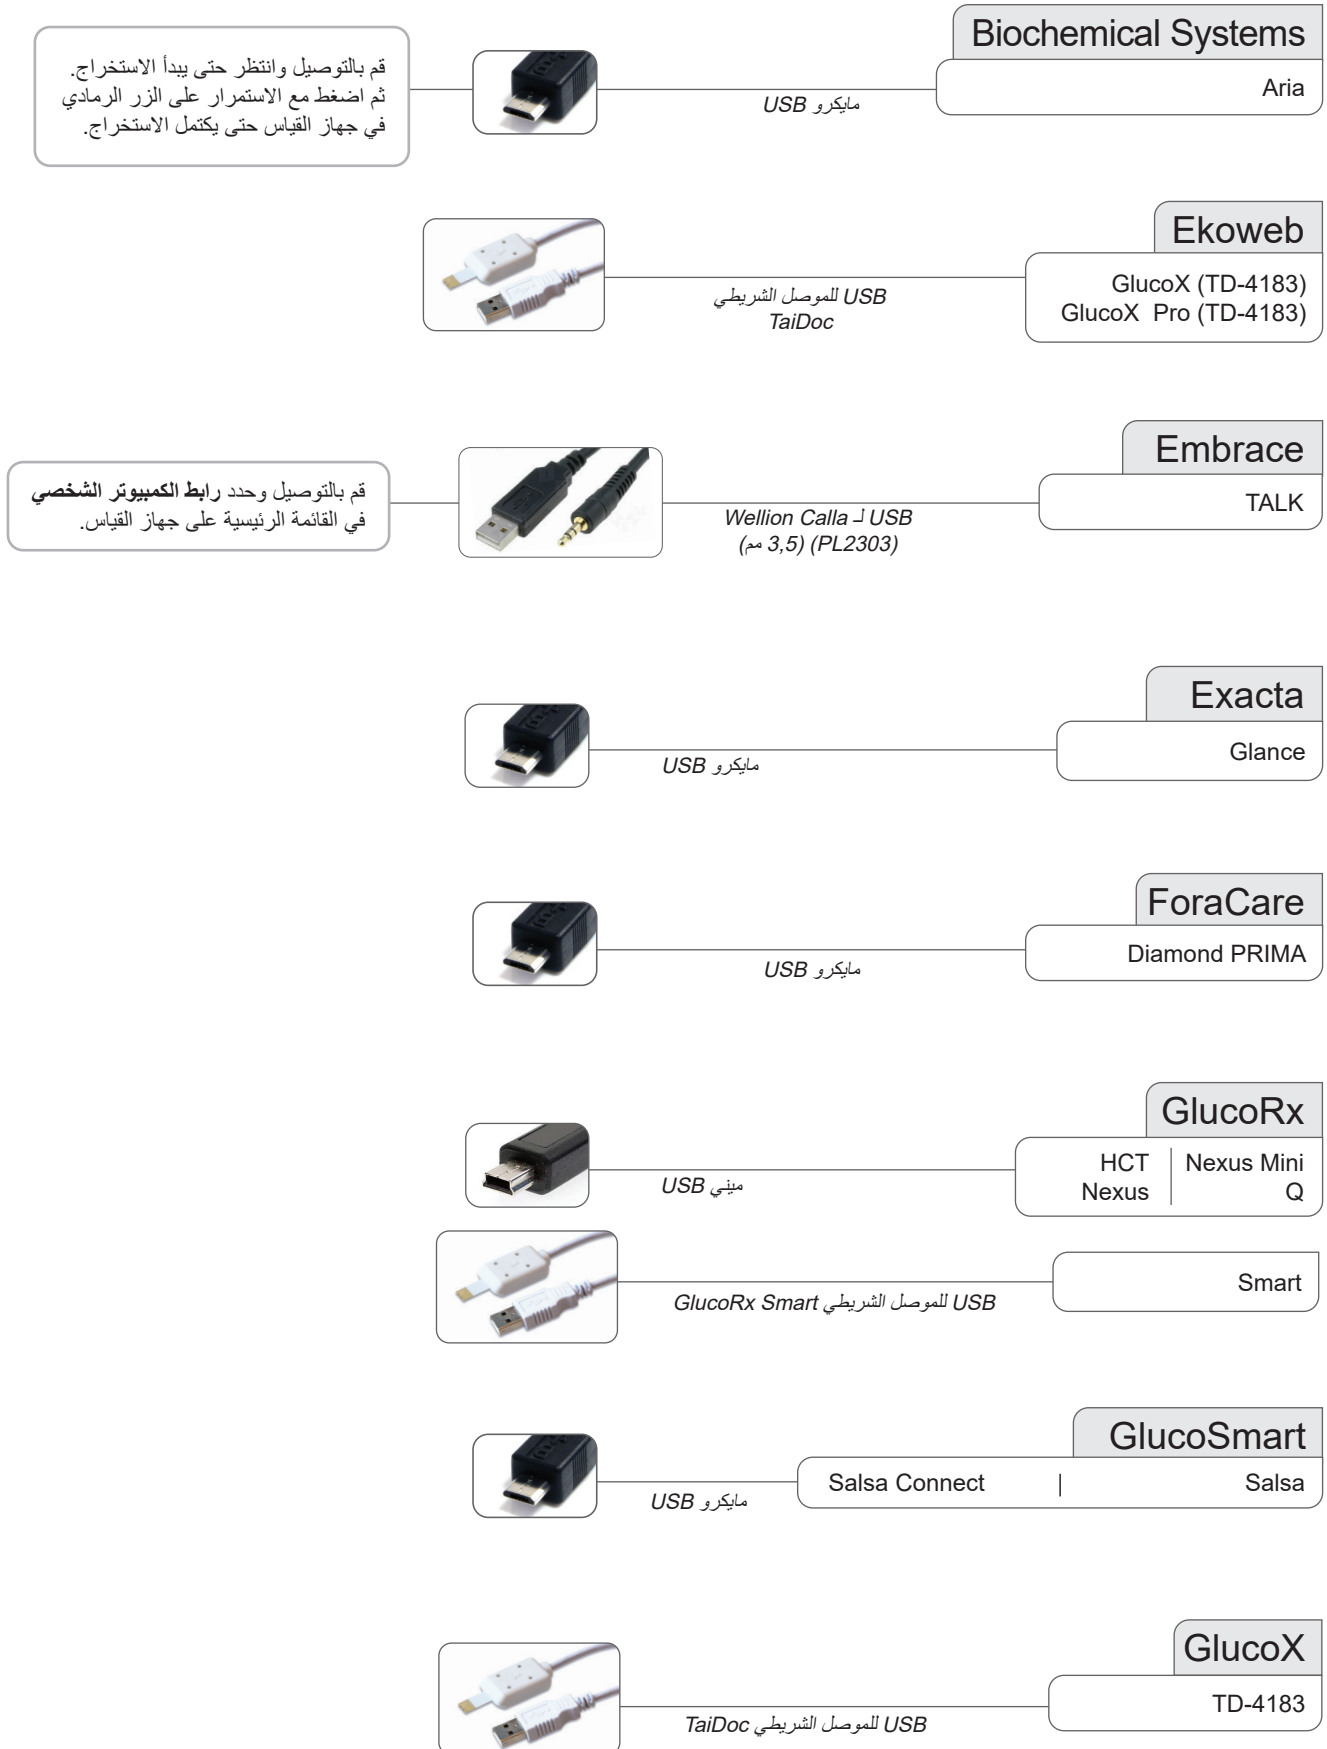 Biochemical Systems
Aria
مايكرو USB
قم بالتوصيل وانتظر حتى يبدأ الاستخراج.
ثم اضغط مع الاستمرار على الزر الرمادي
في جهاز القياس حتى يكتمل الاستخراج.
Ekoweb
GlucoX (TD-4183)
GlucoX Pro (TD-4183)
USB للموصل الشريطي
TaiDoc
Embrace
TALK
USB لـ Wellion Calla
(PL2303) (3,5 مم)
قم بالتوصيل وحدد رابط الكمبيوتر الشخصي
في القائمة الرئيسية على جهاز القياس.
Exacta
Glance
مايكرو USB
ForaCare
Diamond PRIMA
مايكرو USB
GlucoRx
HCT | Nexus Mini
Nexus | Q
ميني USB
Smart
USB للموصل الشريطي GlucoRx Smart
GlucoSmart
Salsa Connect | Salsa
مايكرو USB
GlucoX
TD-4183
USB للموصل الشريطي TaiDoc